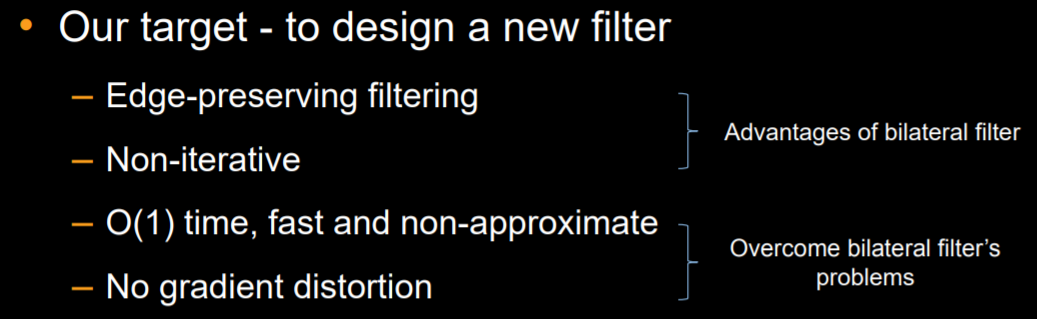 • Our target - to design a new filter
– Edge-preserving filtering
– Non-iterative
Advantages of bilateral filter
– O(1) time, fast and non-approximate
– No gradient distortion
Overcome bilateral filter’s
problems